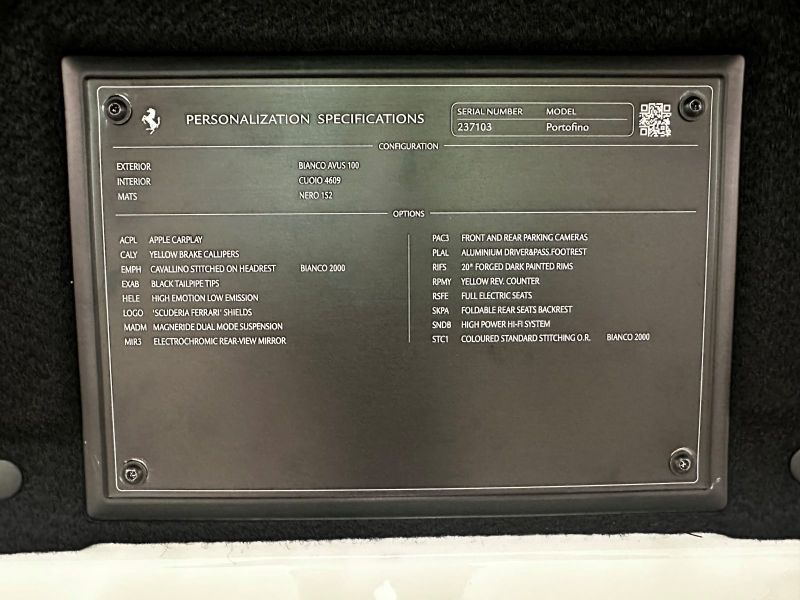 PERSONALIZATION SPECIFICATIONS
SERIAL NUMBER MODEL
237103 Portofino
CONFIGURATION
EXTERIOR BIANCO AVUS 100
INTERIOR CUOIO 4609
MATS NERO 152
OPTIONS
ACPL APPLE CARPLAY
CALY YELLOW BRAKE CALLIPERS
EMPH CAVALLINO STITCHED ON HEADREST BIANCO 2000
EXAB BLACK TAILPIPE TIPS
HELE HIGH EMOTION LOW EMISSION
LOGO 'SCUDERIA FERRARI' SHIELDS
MADM MAGNERIDE DUAL MODE SUSPENSION
MIR3 ELECTROCHROMIC REAR-VIEW MIRROR
PAC3 FRONT AND REAR PARKING CAMERAS
PLAL ALUMINIUM DRIVER&PASS.FOOTREST
RIFS 20" FORGED DARK PAINTED RIMS
RPMY YELLOW REV. COUNTER
RSFE FULL ELECTRIC SEATS
SKPA FOLDABLE REAR SEATS BACKREST
SNDB HIGH POWER HI-FI SYSTEM
STC1 COLOURED STANDARD STITCHING O.R. BIANCO 2000